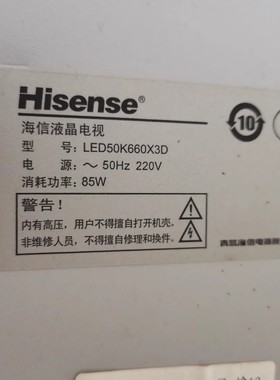 Hisense®
海信液晶电视
型 号：LED50K660X3D
电 源：～50Hz 220V
消耗功率：85W
10
警告！
内有高压，用户不得擅自打开机壳。
非维修人员，不得擅自修理和换件。